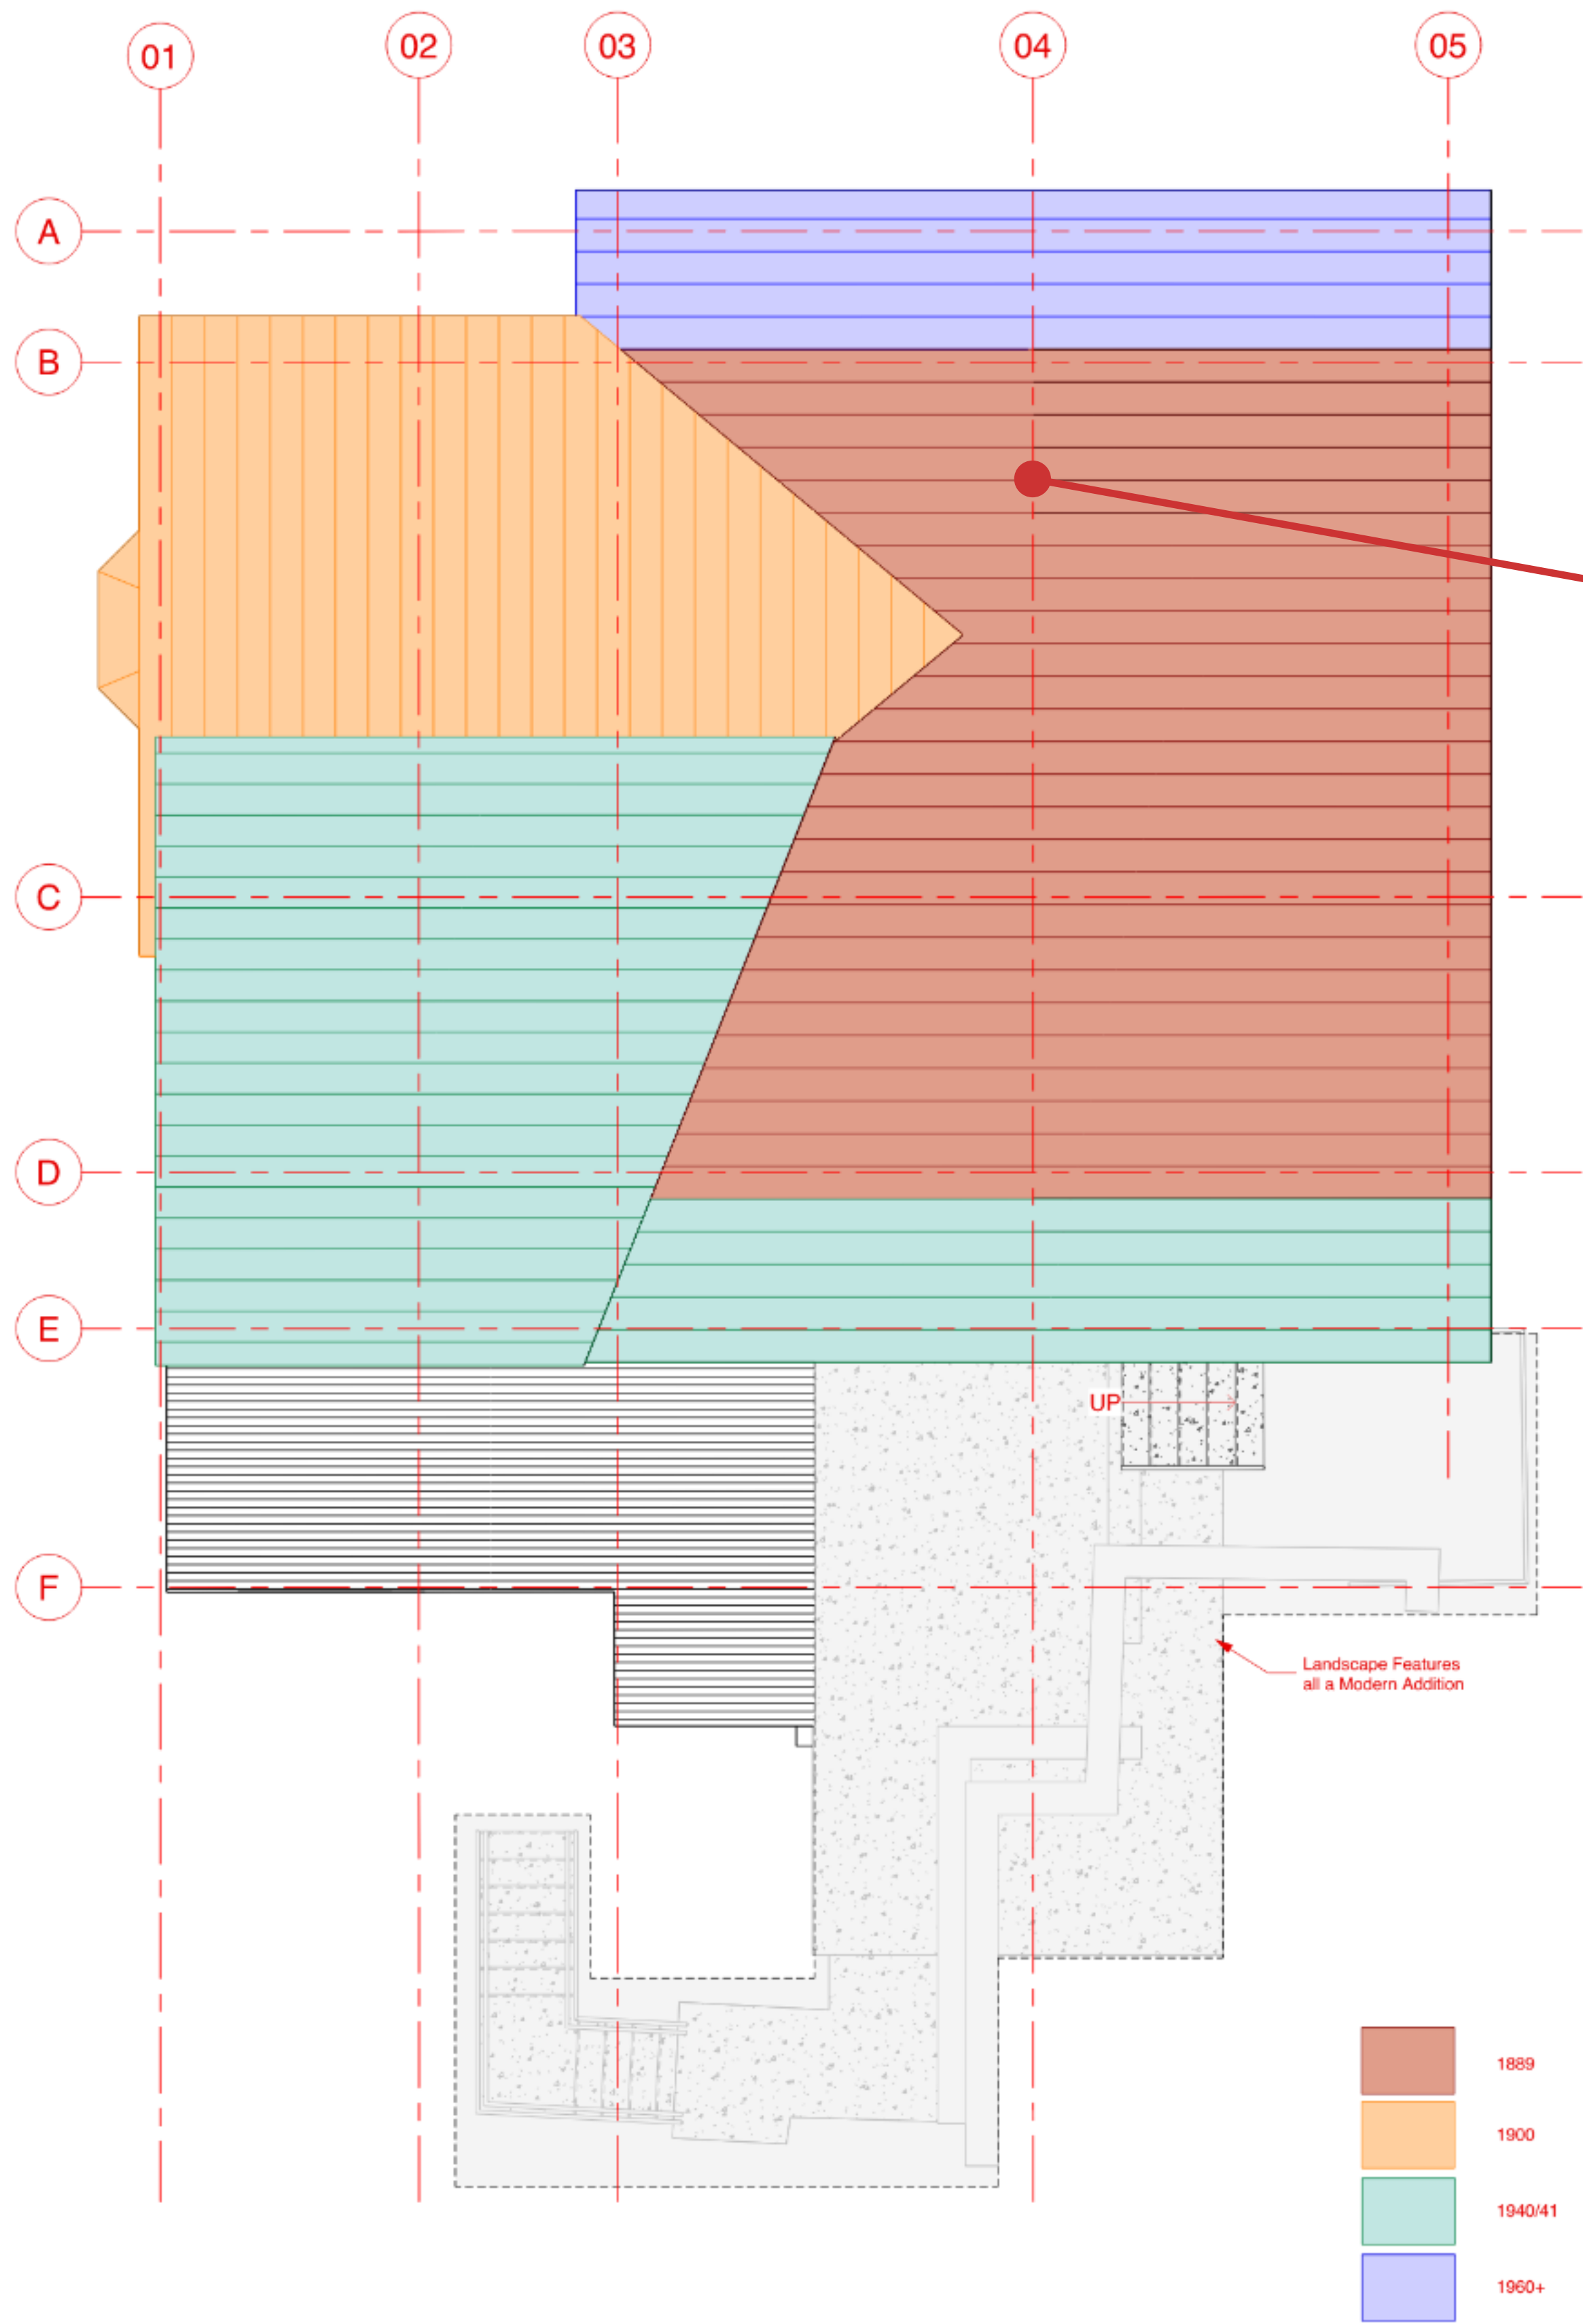 01
02
03
04
05
A
B
C
D
E
UP
F
Landscape Features
all a Modern Addition
1889
1900
1940/41
1960+